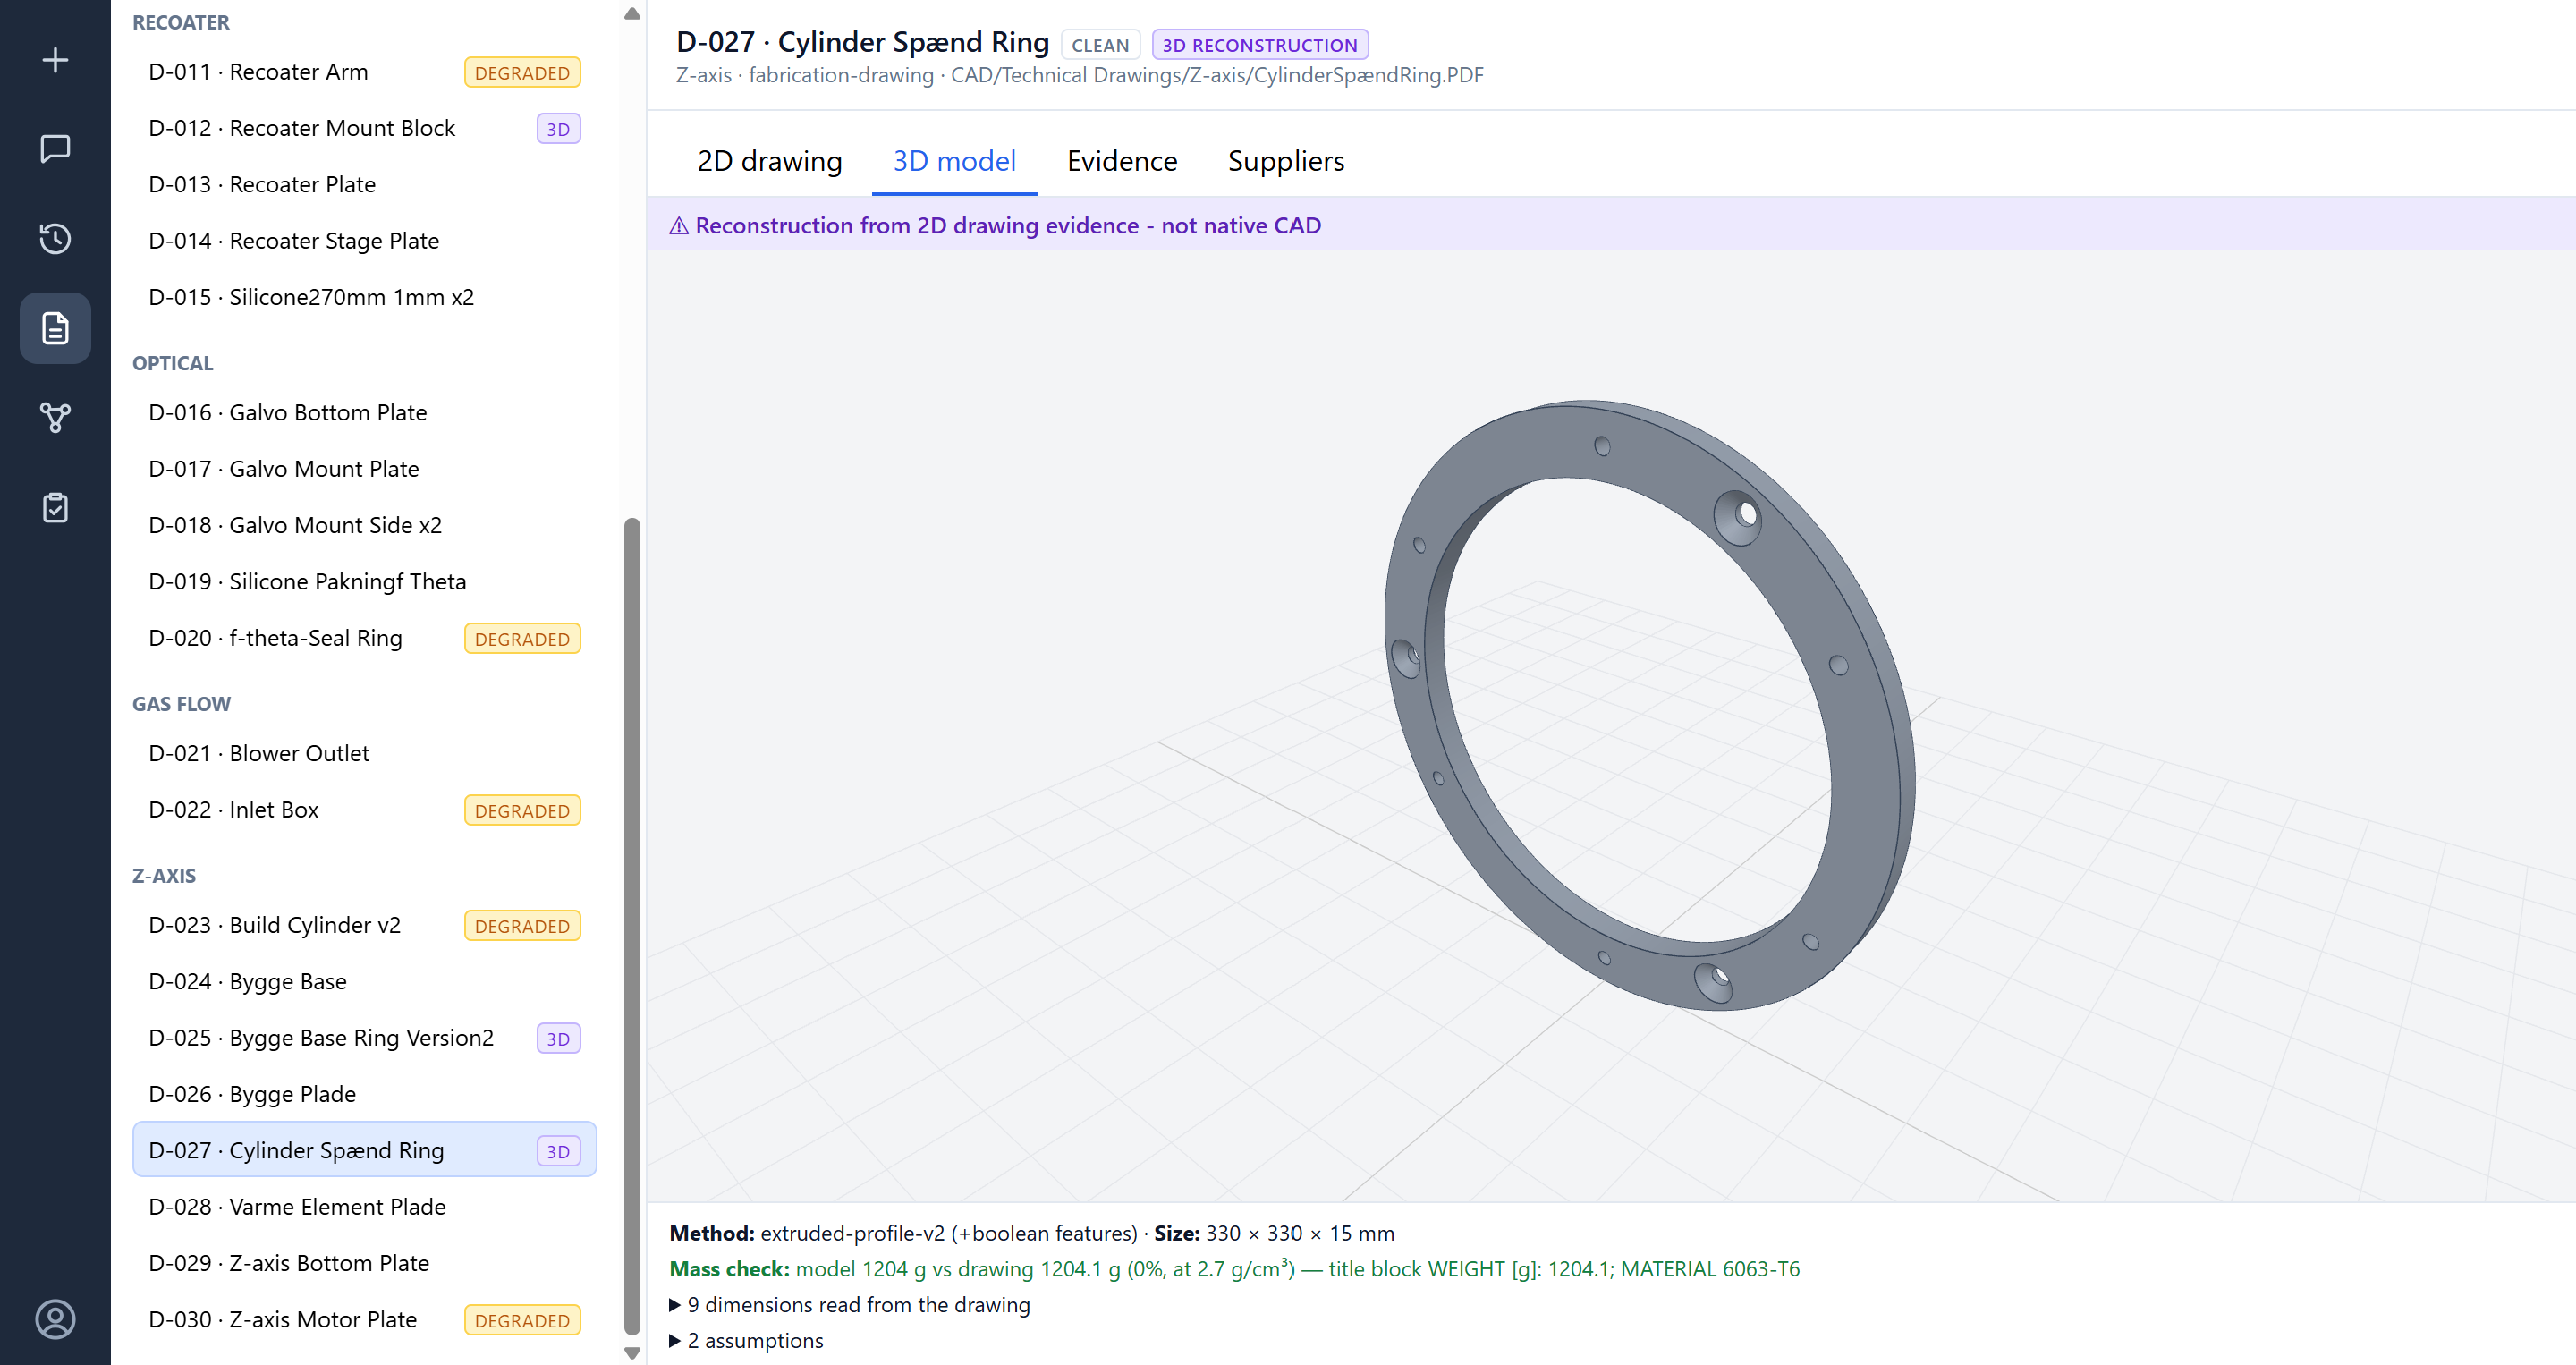 RECOATER
D-011 · Recoater Arm DEGRADED
D-012 · Recoater Mount Block 3D
D-013 · Recoater Plate
D-014 · Recoater Stage Plate
D-015 · Silicone270mm 1mm x2
OPTICAL
D-016 · Galvo Bottom Plate
D-017 · Galvo Mount Plate
D-018 · Galvo Mount Side x2
D-019 · Silicone Pakningf Theta
D-020 · f-theta-Seal Ring DEGRADED
GAS FLOW
D-021 · Blower Outlet
D-022 · Inlet Box DEGRADED
Z-AXIS
D-023 · Build Cylinder v2 DEGRADED
D-024 · Bygge Base
D-025 · Bygge Base Ring Version2 3D
D-026 · Bygge Plade
D-027 · Cylinder Spænd Ring 3D
D-028 · Varme Element Plade
D-029 · Z-axis Bottom Plate
D-030 · Z-axis Motor Plate DEGRADED
D-027 · Cylinder Spænd Ring CLEAN 3D RECONSTRUCTION
Z-axis · fabrication-drawing · CAD/Technical Drawings/Z-axis/CylinderSpændRing.PDF
2D drawing 3D model Evidence Suppliers
⚠ Reconstruction from 2D drawing evidence - not native CAD
Method: extruded-profile-v2 (+boolean features) · Size: 330 × 330 × 15 mm
Mass check: model 1204 g vs drawing 1204.1 g (0%, at 2.7 g/cm³) — title block WEIGHT [g]: 1204.1; MATERIAL 6063-T6
▶ 9 dimensions read from the drawing
▶ 2 assumptions